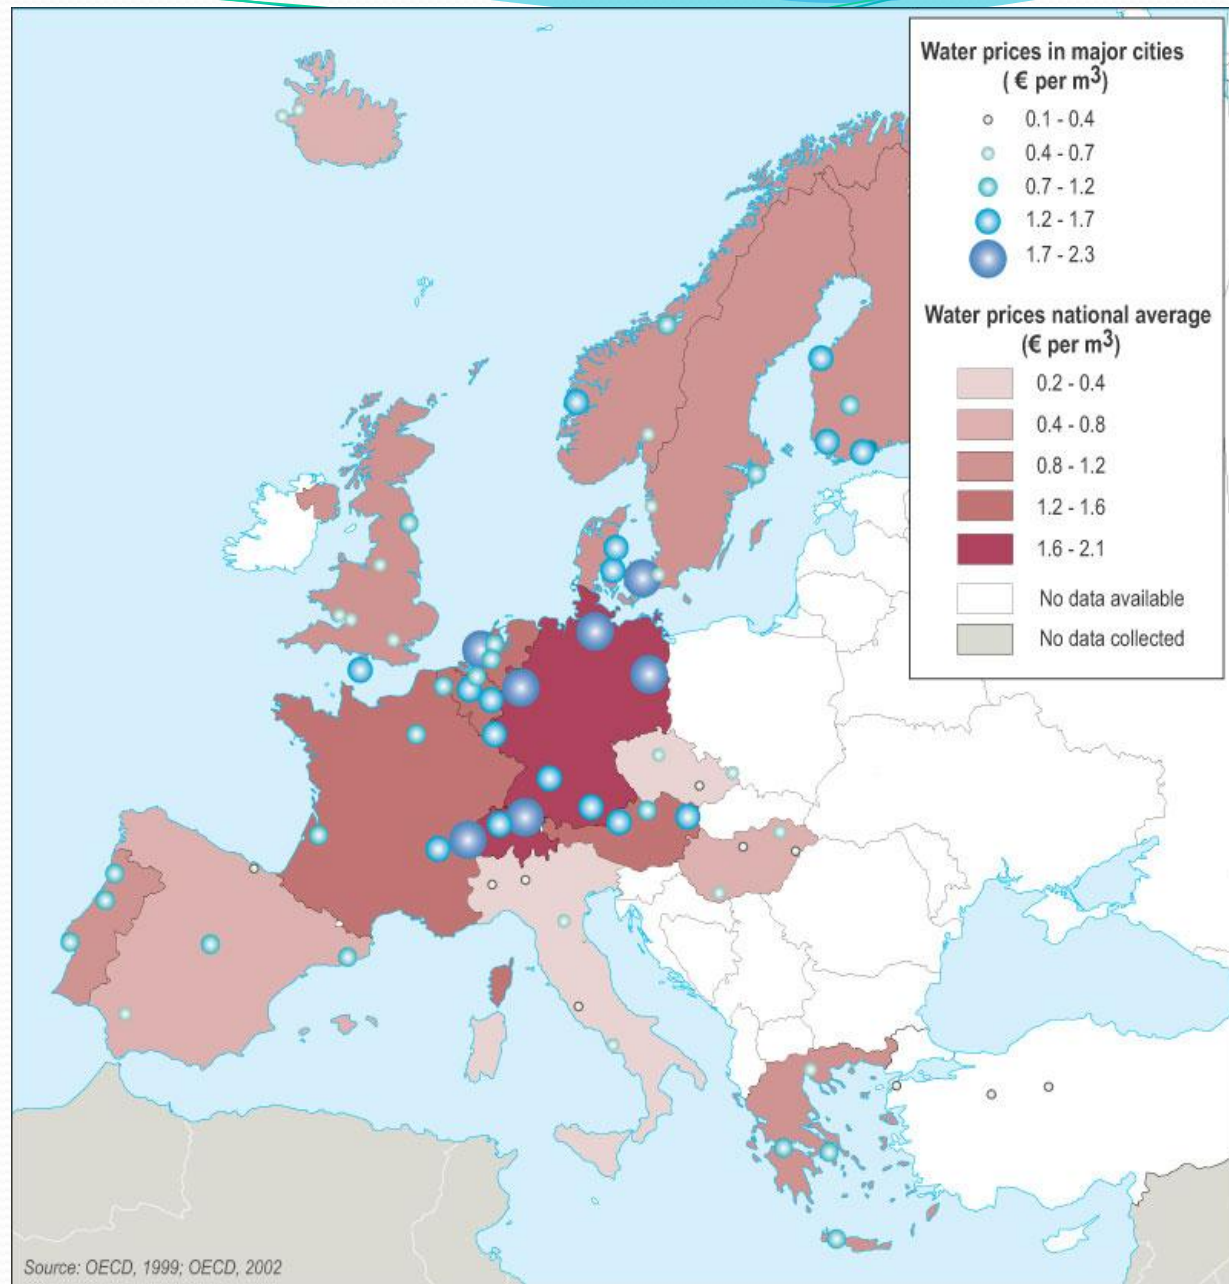 Water prices in major cities
( € per m3)
0.1 - 0.4
0.4 - 0.7
0.7 - 1.2
1.2 - 1.7
1.7 - 2.3
Water prices national average
(€ per m3)
0.2 - 0.4
0.4 - 0.8
0.8 - 1.2
1.2 - 1.6
1.6 - 2.1
No data available
No data collected
Source: OECD, 1999; OECD, 2002